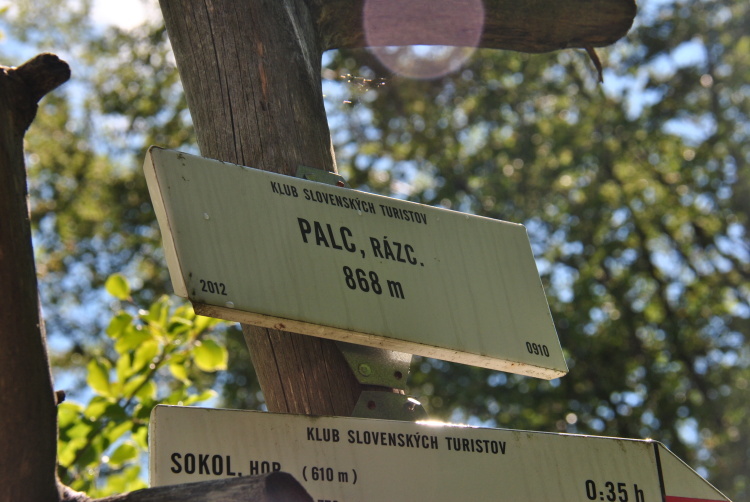 KLUB SLOVENSKÝCH TURISTOV
PALC, RÁZC.
868 m
2012
0910
KLUB SLOVENSKÝCH TURISTOV
SOKOL, HOR. (610 m)
0:35 h